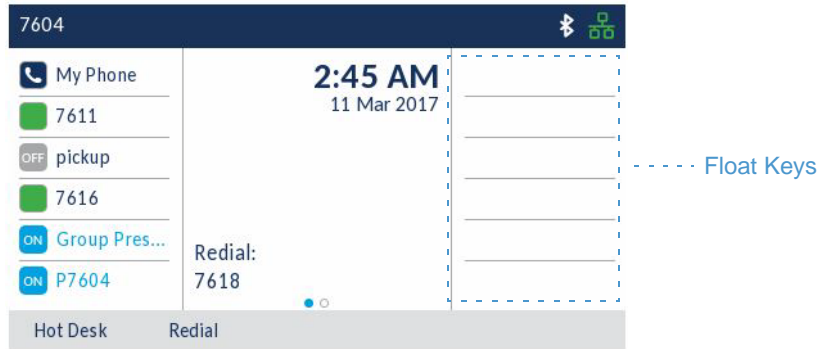 7604
My Phone
7611
OFF pickup
7616
ON Group Pres...
ON P7604
2:45 AM
11 Mar 2017
Redial:
7618
Float Keys
Hot Desk Redial